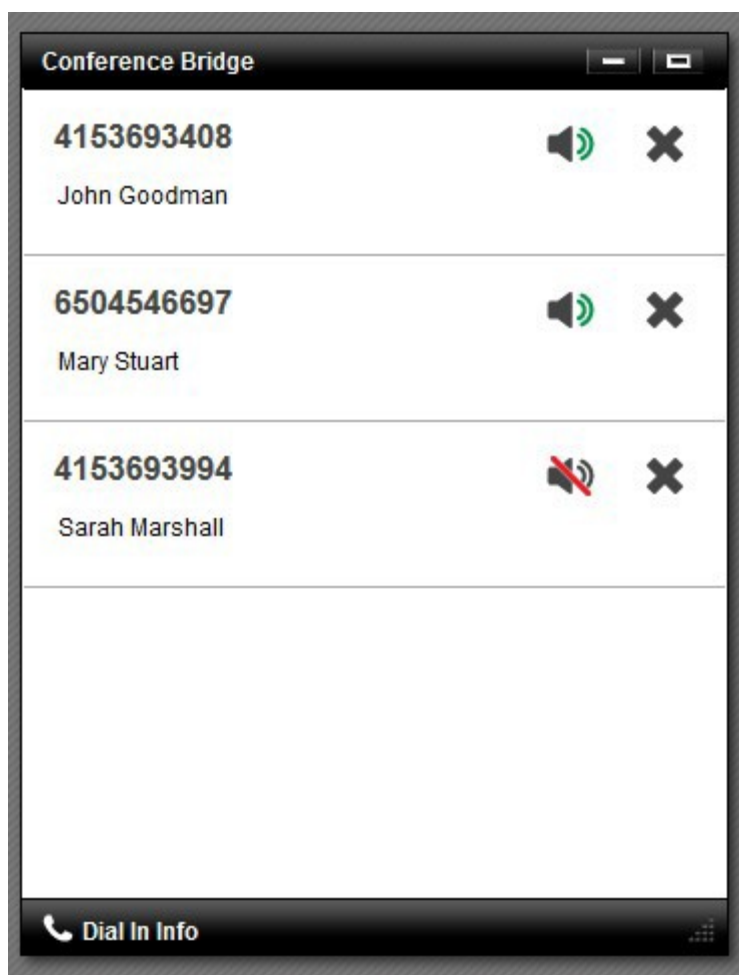 Conference Bridge
4153693408
John Goodman
6504546697
Mary Stuart
4153693994
Sarah Marshall
Dial In Info